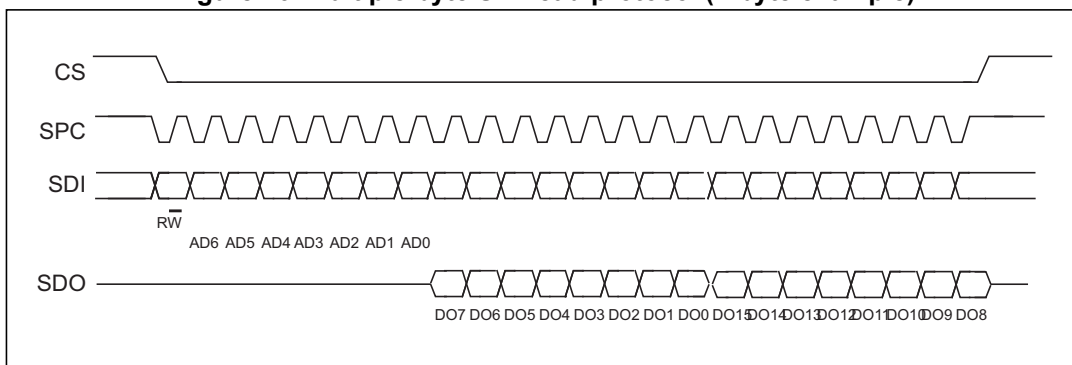 CS
SPC
SDI
RW
AD6 AD5 AD4 AD3 AD2 AD1 AD0
SDO
DO7 DO6 DO5 DO4 DO3 DO2 DO1 DO0 DO15 DO14 DO13 DO12 DO11 DO10 DO9 DO8